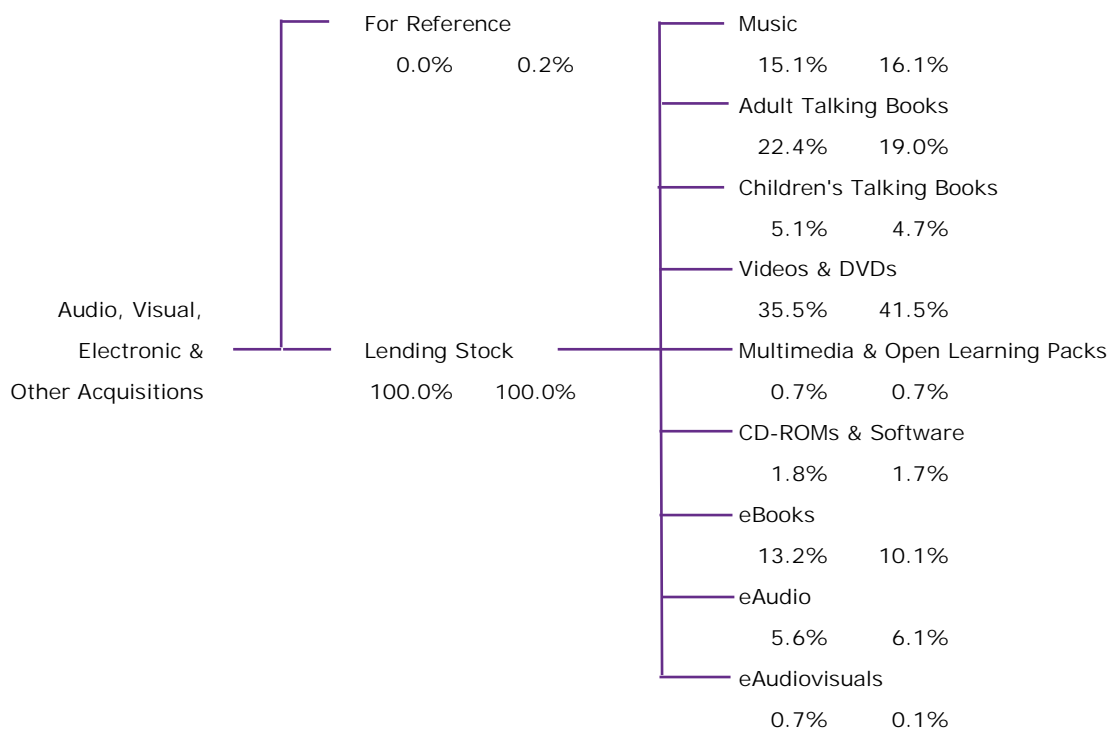 For Reference
0.0% 0.2%
Audio, Visual,
Electronic &
Other Acquisitions
Lending Stock
100.0% 100.0%
Music
15.1% 16.1%
Adult Talking Books
22.4% 19.0%
Children's Talking Books
5.1% 4.7%
Videos & DVDs
35.5% 41.5%
Multimedia & Open Learning Packs
0.7% 0.7%
CD-ROMs & Software
1.8% 1.7%
eBooks
13.2% 10.1%
eAudio
5.6% 6.1%
eAudiovisuals
0.7% 0.1%